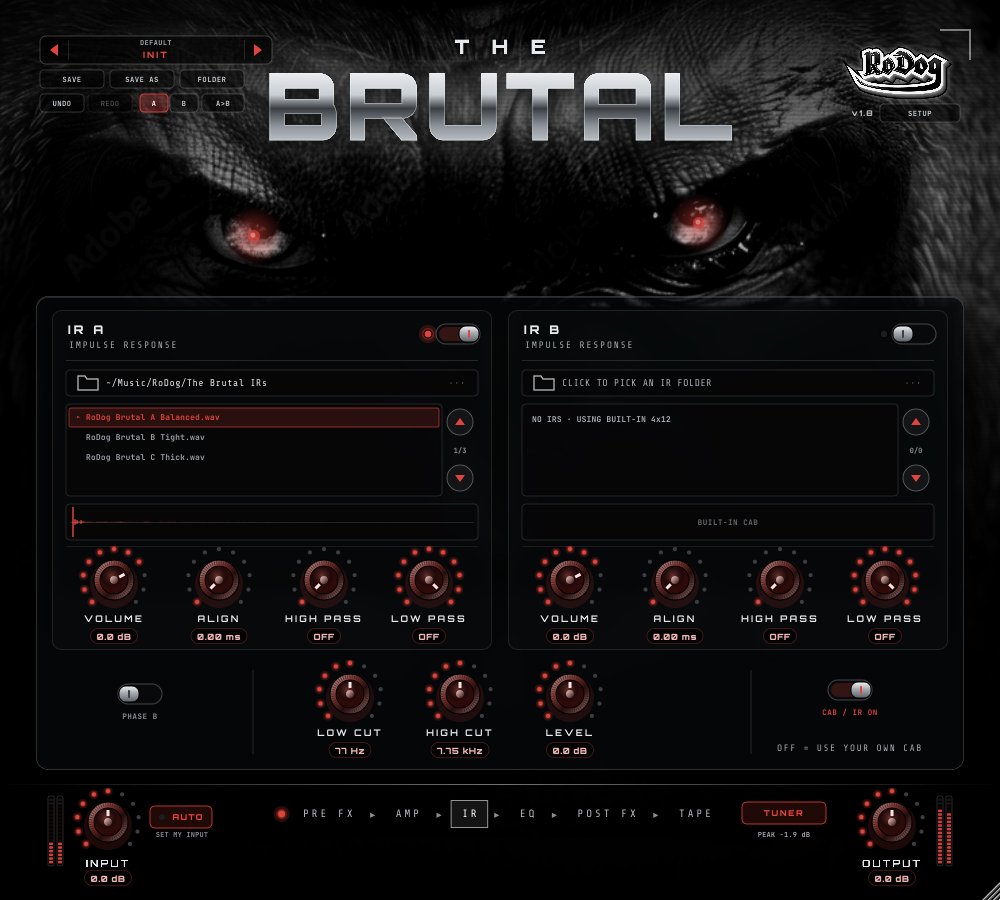 THE
BRUTAL
DEFAULT
INIT
SAVE
SAVE AS
FOLDER
UNDO
REDO
A
B
A>B
RoDog
v1.8
SETUP
IR A
IMPULSE RESPONSE
~/Music/RoDog/The Brutal IRs
...
RoDog Brutal A Balanced.wav
RoDog Brutal B Tight.wav
RoDog Brutal C Thick.wav
1/3
VOLUME
ALIGN
HIGH PASS
LOW PASS
0.0 dB
0.00 ms
OFF
OFF
IR B
IMPULSE RESPONSE
CLICK TO PICK AN IR FOLDER
...
NO IRS · USING BUILT-IN 4x12
0/0
BUILT-IN CAB
VOLUME
ALIGN
HIGH PASS
LOW PASS
0.0 dB
0.00 ms
OFF
OFF
PHASE B
LOW CUT
HIGH CUT
LEVEL
77 Hz
7.75 kHz
0.0 dB
CAB / IR ON
OFF = USE YOUR OWN CAB
INPUT
0.0 dB
AUTO
SET MY INPUT
PRE FX ▸ AMP ▸ IR ▸ EQ ▸ POST FX ▸ TAPE
TUNER
PEAK -1.9 dB
OUTPUT
0.0 dB